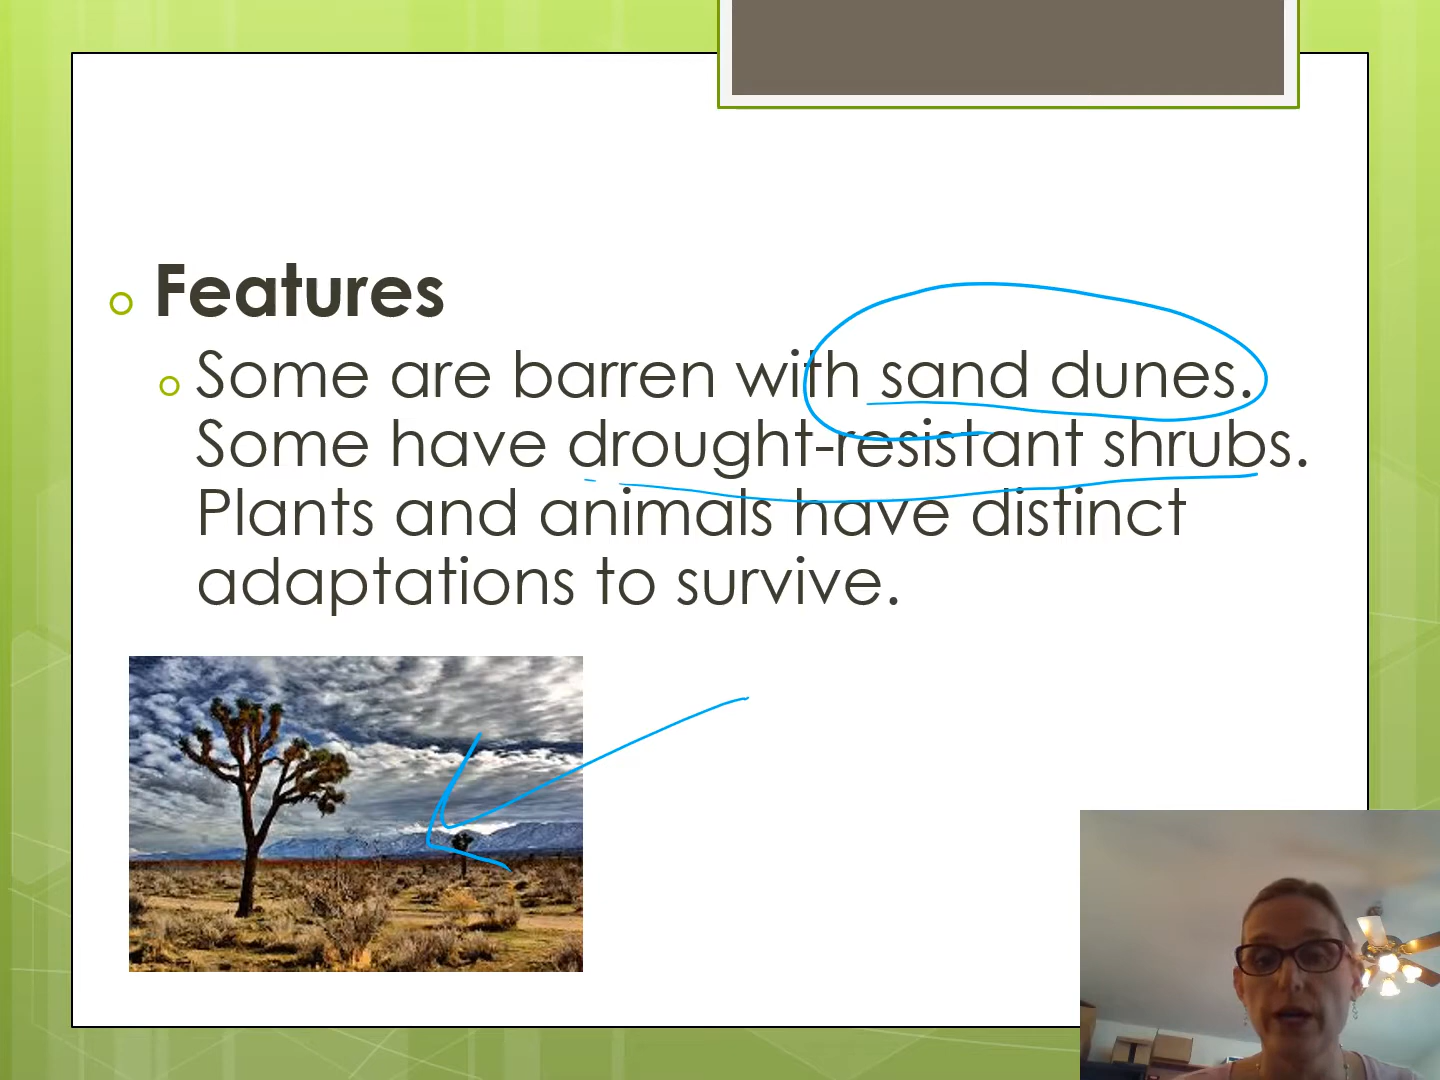 Features
Some are barren with sand dunes.
Some have drought-resistant shrubs.
Plants and animals have distinct
adaptations to survive.